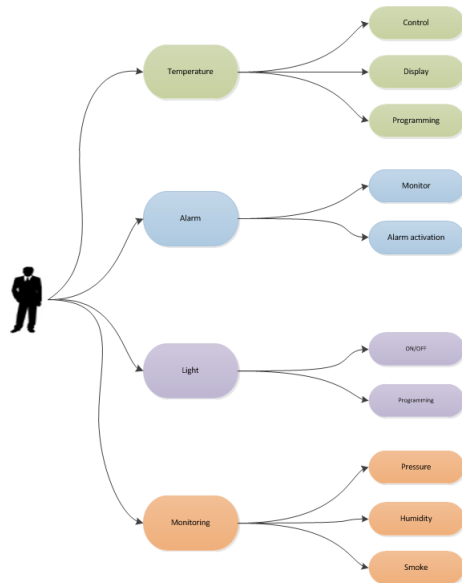 Control
Temperature
Display
Programming
Monitor
Alarm
Alarm activation
ON/OFF
Light
Programming
Pressure
Monitoring
Humidity
Smoke